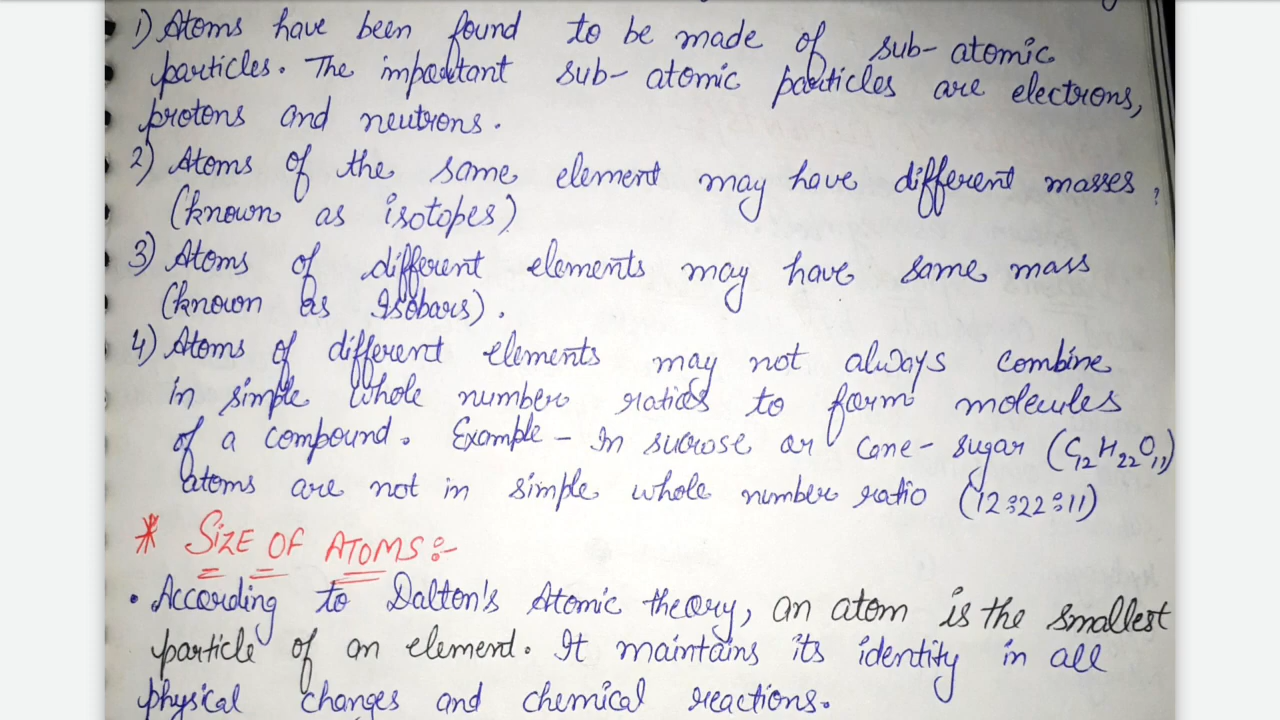 1) Atoms have been found to be made of sub-atomic
particles. The important sub-atomic particles are electrons,
protons and neutrons.
2) Atoms of the same element may have different masses,
(known as isotopes)
3) Atoms of different elements may have same mass
(known as Isobars).
4) Atoms of different elements may not always combine
in simple whole number ratios to form molecules
of a compound. Example - In sucrose or cane-sugar (C₁₂H₂₂O₁₁)
atoms are not in simple whole number ratio (12:22:11)
* SIZE OF ATOMS:-
• According to Dalton's Atomic theory, an atom is the smallest
particle of an element. It maintains its identity in all
physical changes and chemical reactions.